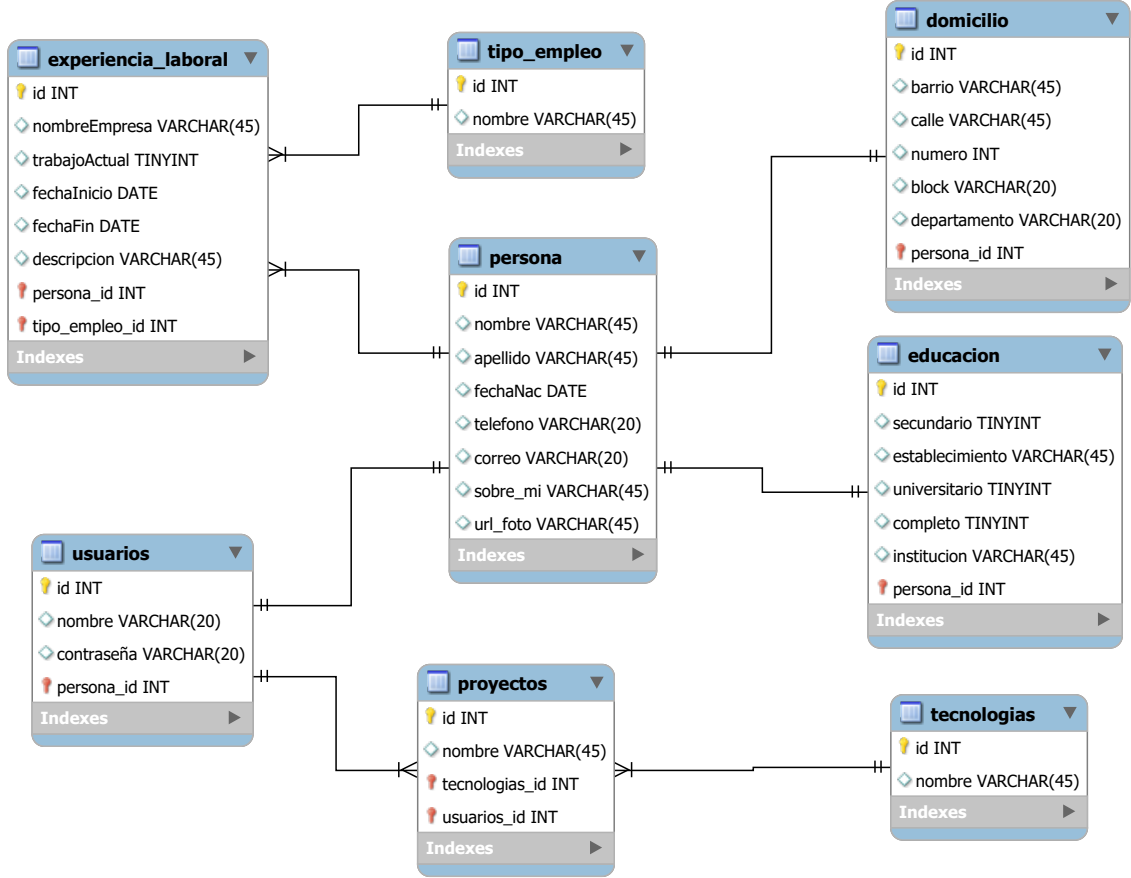 experiencia_laboral
id INT
nombreEmpresa VARCHAR(45)
trabajoActual TINYINT
fechaInicio DATE
fechaFin DATE
descripcion VARCHAR(45)
persona_id INT
tipo_empleo_id INT
Indexes
tipo_empleo
id INT
nombre VARCHAR(45)
Indexes
domicilio
id INT
barrio VARCHAR(45)
calle VARCHAR(45)
numero INT
block VARCHAR(20)
departamento VARCHAR(20)
persona_id INT
Indexes
persona
id INT
nombre VARCHAR(45)
apellido VARCHAR(45)
fechaNac DATE
telefono VARCHAR(20)
correo VARCHAR(20)
sobre_mi VARCHAR(45)
url_foto VARCHAR(45)
Indexes
educacion
id INT
secundario TINYINT
establecimiento VARCHAR(45)
universitario TINYINT
completo TINYINT
institucion VARCHAR(45)
persona_id INT
Indexes
usuarios
id INT
nombre VARCHAR(20)
contraseña VARCHAR(20)
persona_id INT
Indexes
proyectos
id INT
nombre VARCHAR(45)
tecnologias_id INT
usuarios_id INT
Indexes
tecnologias
id INT
nombre VARCHAR(45)
Indexes